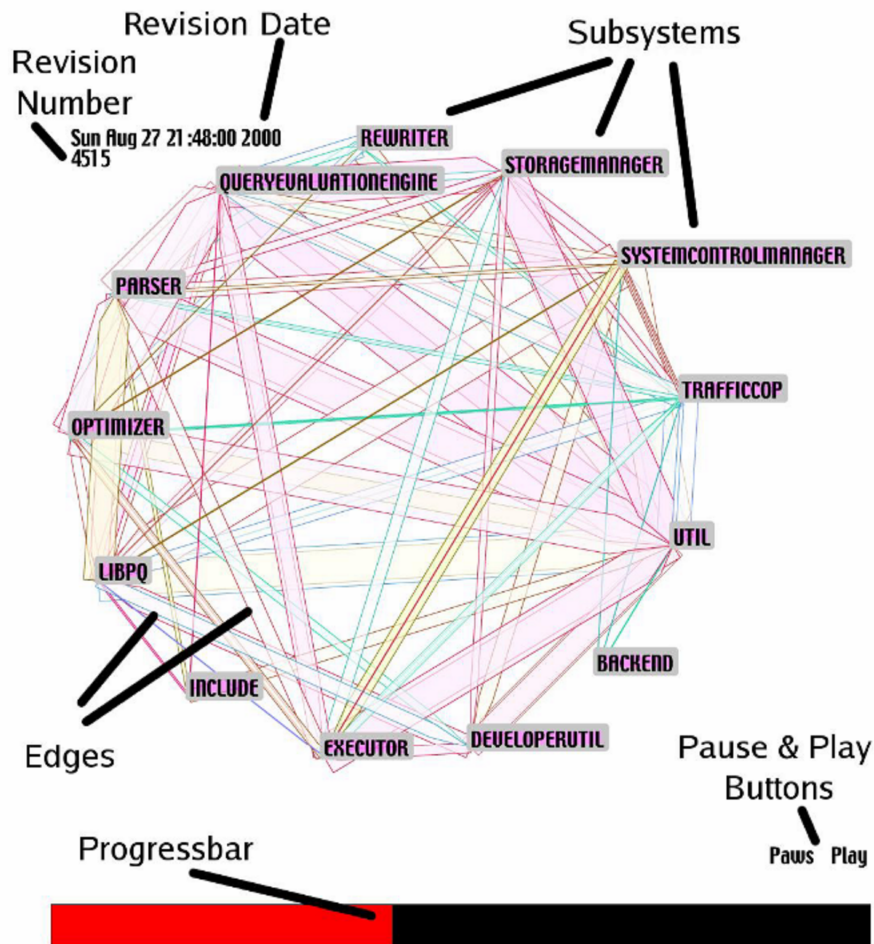 Revision Date
Subsystems
Revision
Number
Sun Aug 27 21:48:00 2000
4515
REWRITER
STORAGEMANAGER
QUERYEVALUATIONENGINE
SYSTEMCONTROLMANAGER
PARSER
TRAFFICCOP
OPTIMIZER
UTIL
LIBPQ
BACKEND
INCLUDE
EXECUTOR
DEVELOPERUTIL
Edges
Pause & Play
Buttons
Progressbar
Paws Play